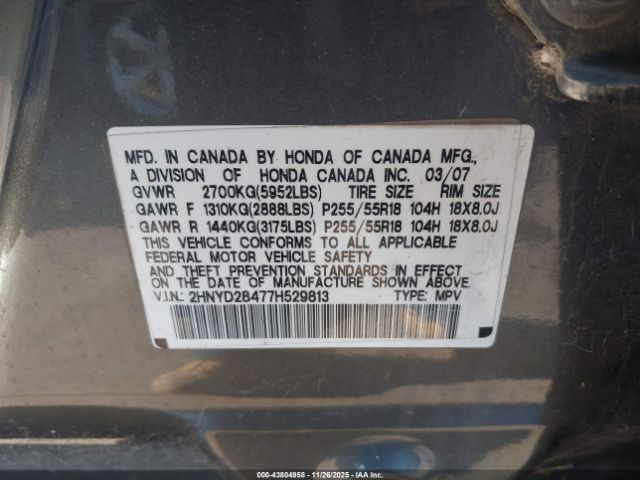 MFD. IN CANADA BY HONDA OF CANADA MFG.,
A DIVISION OF HONDA CANADA INC. 03/07
GVWR 2700KG(5952LBS) TIRE SIZE RIM SIZE
GAWR F 1310KG(2888LBS) P255/55R18 104H 18X8.0J
GAWR R 1440KG(3175LBS) P255/55R18 104H 18X8.0J
THIS VEHICLE CONFORMS TO ALL APPLICABLE
FEDERAL MOTOR VEHICLE SAFETY
AND THEFT PREVENTION STANDARDS IN EFFECT
ON THE DATE OF MANUFACTURE SHOWN ABOVE.
V.I.N.: 2HNYD28477H529813 TYPE: MPV
000-43804958 - 11/26/2025 - ©IAA, Inc.